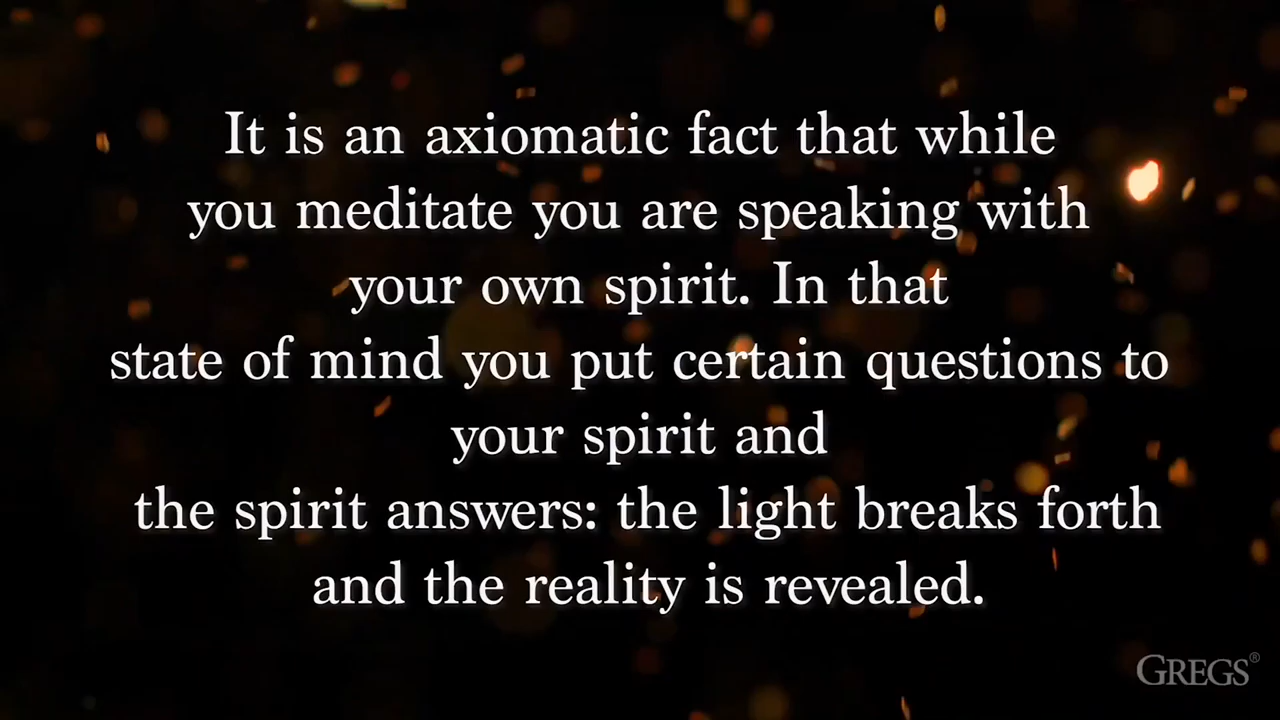 It is an axiomatic fact that while
you meditate you are speaking with
your own spirit. In that
state of mind you put certain questions to
your spirit and
the spirit answers: the light breaks forth
and the reality is revealed.
GREGS®